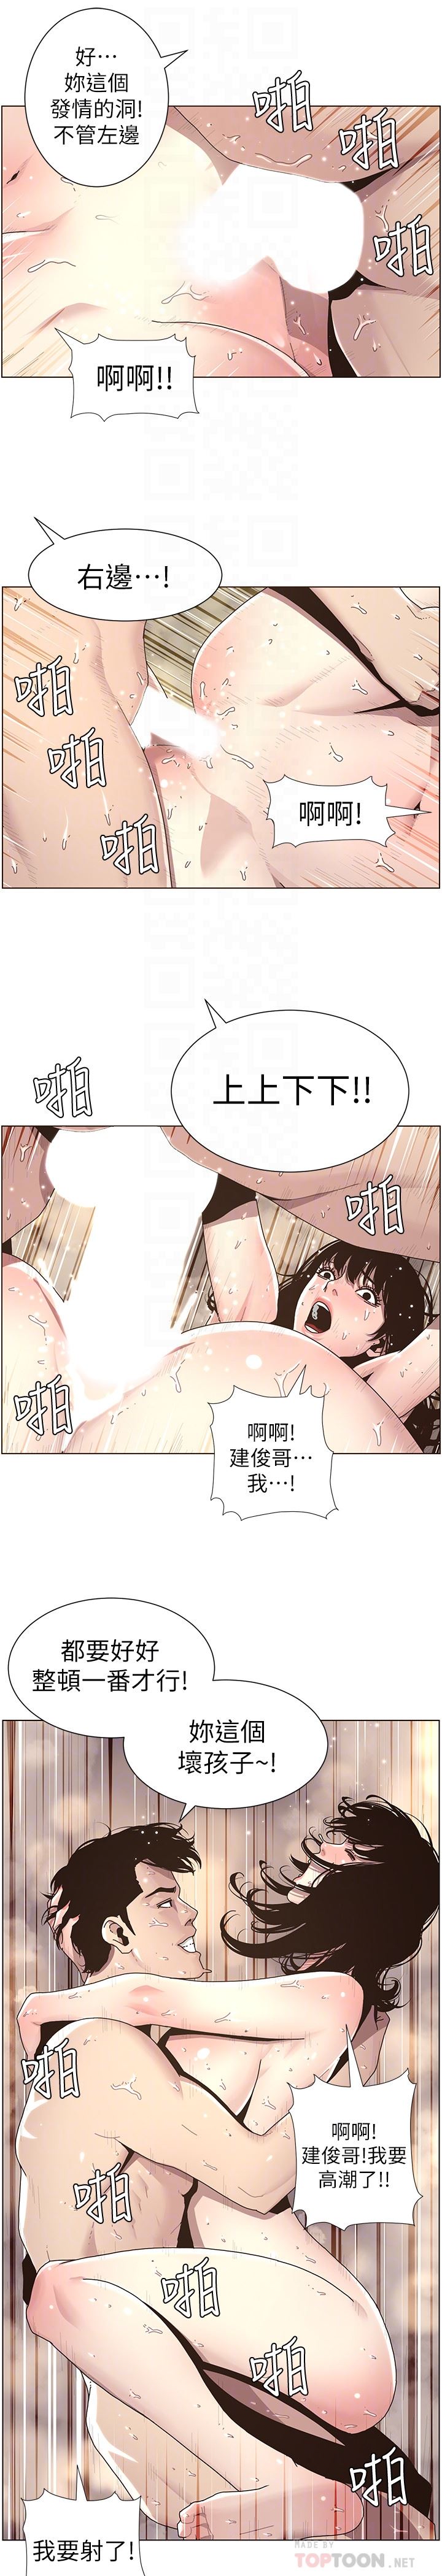 好⋯
妳這個
發情的洞!
不管左邊
啪
啪
啪
啊啊!!
右邊⋯!
啪
啪
啪
啊啊!
上上下下!!
啪
啪
啪
啊啊!
建俊哥⋯
我⋯!
都要好好
整頓一番才行!
妳這個
壞孩子~!
啊啊!
建俊哥!我要
高潮了!!
啪
啪
啪
啪
啪
我要射了!
MADE BY
TOPTOON.NET